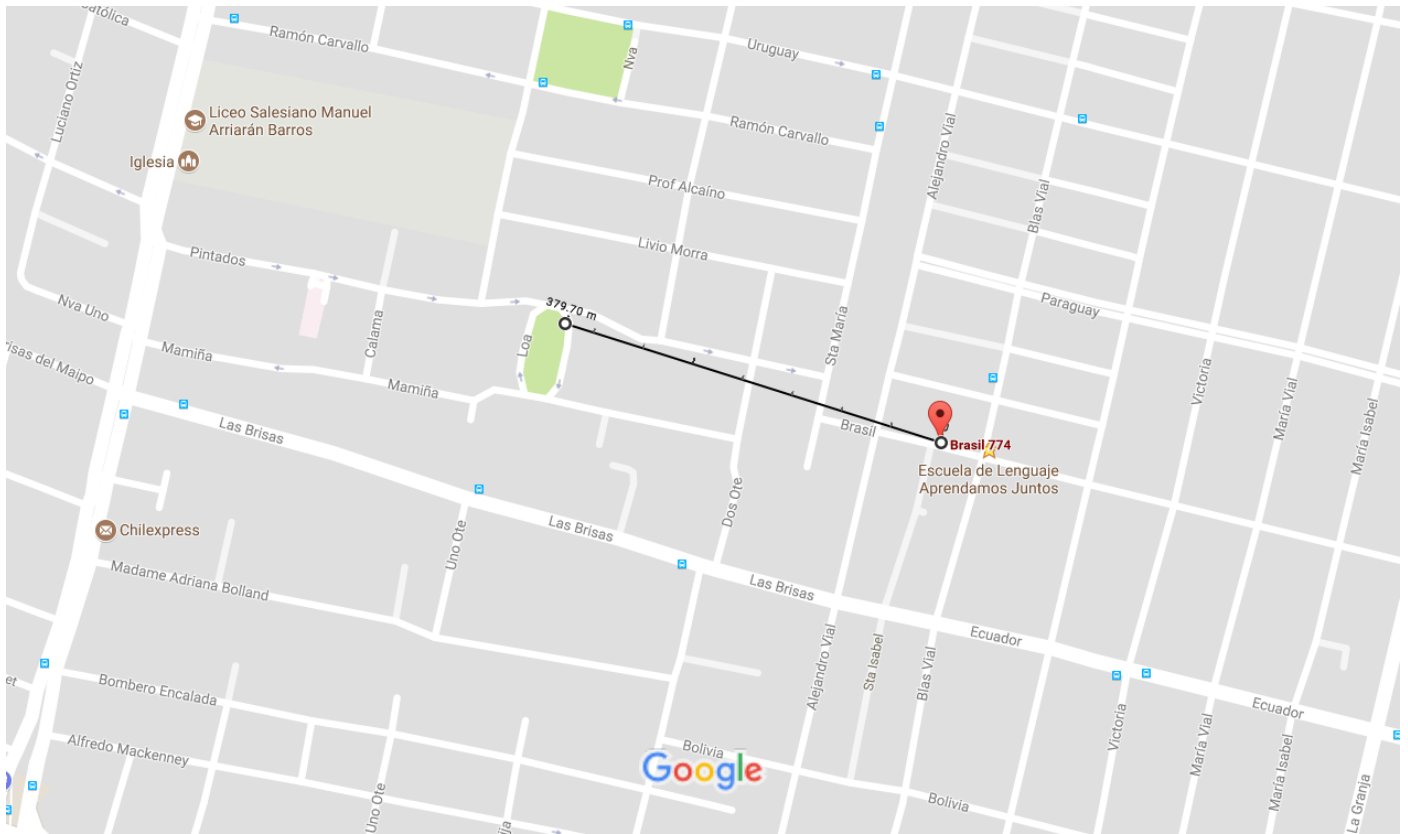 Católica
Ramón Carvallo
Nva
Uruguay
Luciano Ortiz
Liceo Salesiano Manuel
Arriarán Barros
Iglesia
Ramón Carvallo
Alejandro Vial
Prof Alcaíno
Blas Vial
Livio Morra
Pintados
Nva Uno
379.70 m
Paraguay
Calama
Loa
Sta María
Mamiña
Mamiña
Victoria
María Vial
María Isabel
Las Brisas
Brasil
Brasil 774
Escuela de Lenguaje
Aprendamos Juntos
Chilexpress
Uno Ote
Las Brisas
Dos Ote
Madame Adriana Bolland
Las Brisas
Ecuador
Alejandro Vial
Sta Isabel
Blas Vial
Bombero Encalada
Ecuador
Victoria
María Vial
María Isabel
Alfredo Mackenney
Bolivia
Google
Bolivia
Uno Ote
La Granja